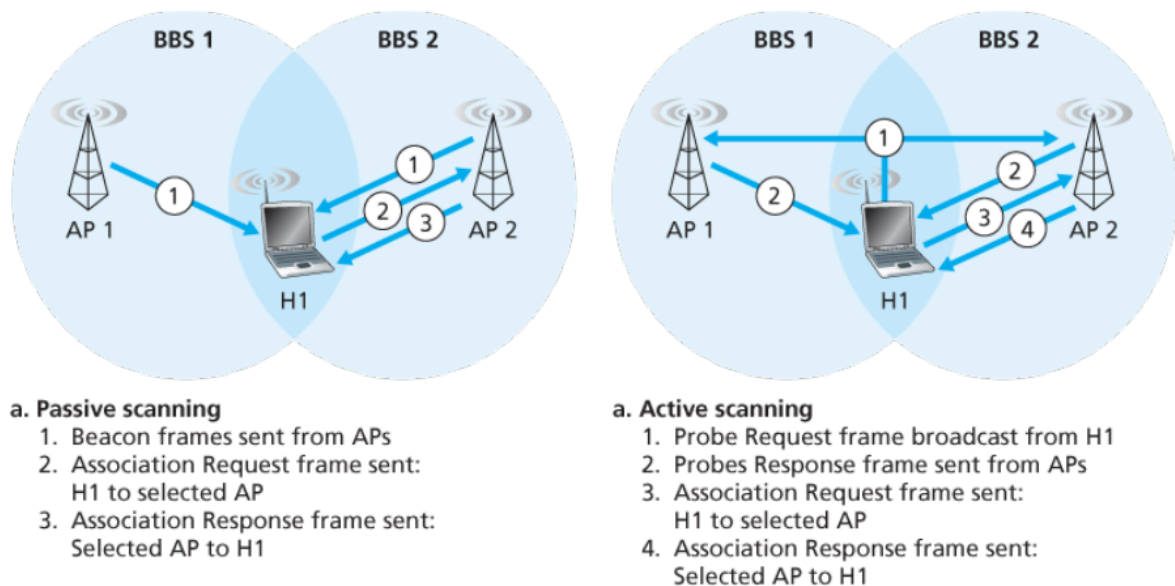 BBS 1
BBS 2
1
1
2
3
AP 1
AP 2
H1
a. Passive scanning
1. Beacon frames sent from APs
2. Association Request frame sent:
H1 to selected AP
3. Association Response frame sent:
Selected AP to H1
BBS 1
BBS 2
1
2
2
3
4
AP 1
AP 2
H1
a. Active scanning
1. Probe Request frame broadcast from H1
2. Probes Response frame sent from APs
3. Association Request frame sent:
H1 to selected AP
4. Association Response frame sent:
Selected AP to H1